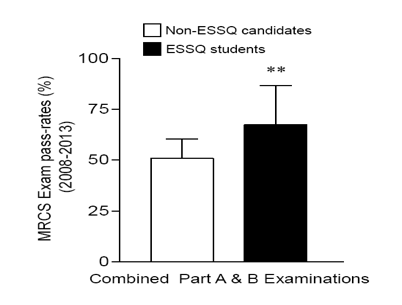 Non-ESSQ candidates
ESSQ students
MRCS Exam pass-rates (%)
(2008-2013)
100
75
50
25
0
**
Combined Part A & B Examinations